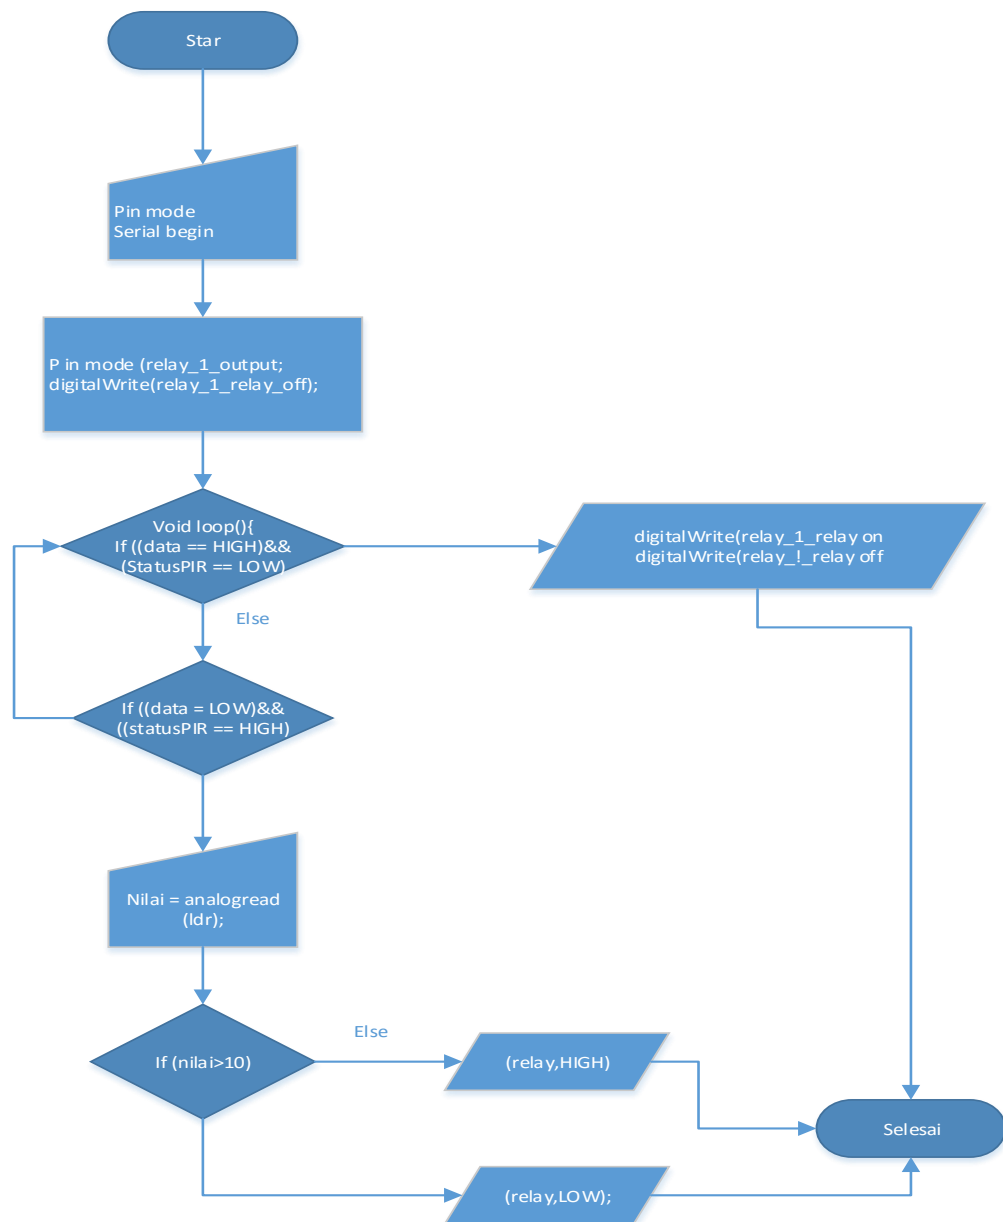 Star
Pin mode
Serial begin
P in mode (relay_1_output;
digitalWrite(relay_1_relay_off);
Void loop(){
If ((data == HIGH)&&
(StatusPIR == LOW)
digitalWrite(relay_1_relay on
digitalWrite(relay_!_relay off
Else
If ((data = LOW)&&
((statusPIR == HIGH)
Nilai = analogread
(ldr);
If (nilai>10)
Else
(relay,HIGH)
Selesai
(relay,LOW);